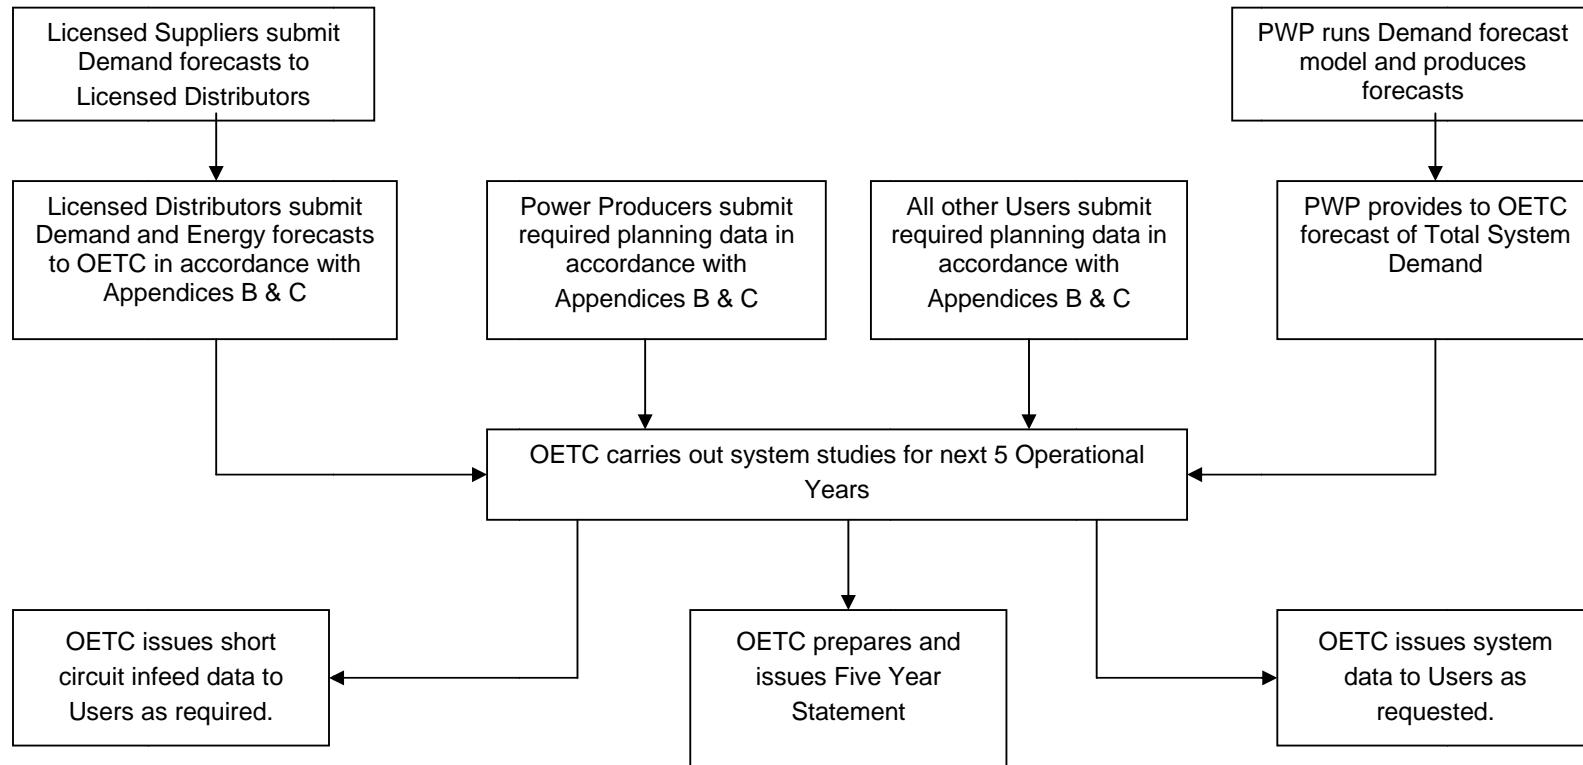 Licensed Suppliers submit
Demand forecasts to
Licensed Distributors
PWP runs Demand forecast
model and produces
forecasts
Licensed Distributors submit
Demand and Energy forecasts
to OETC in accordance with
Appendices B & C
Power Producers submit
required planning data in
accordance with
Appendices B & C
All other Users submit
required planning data in
accordance with
Appendices B & C
PWP provides to OETC
forecast of Total System
Demand
OETC carries out system studies for next 5 Operational
Years
OETC issues short
circuit infeed data to
Users as required.
OETC prepares and
issues Five Year
Statement
OETC issues system
data to Users as
requested.